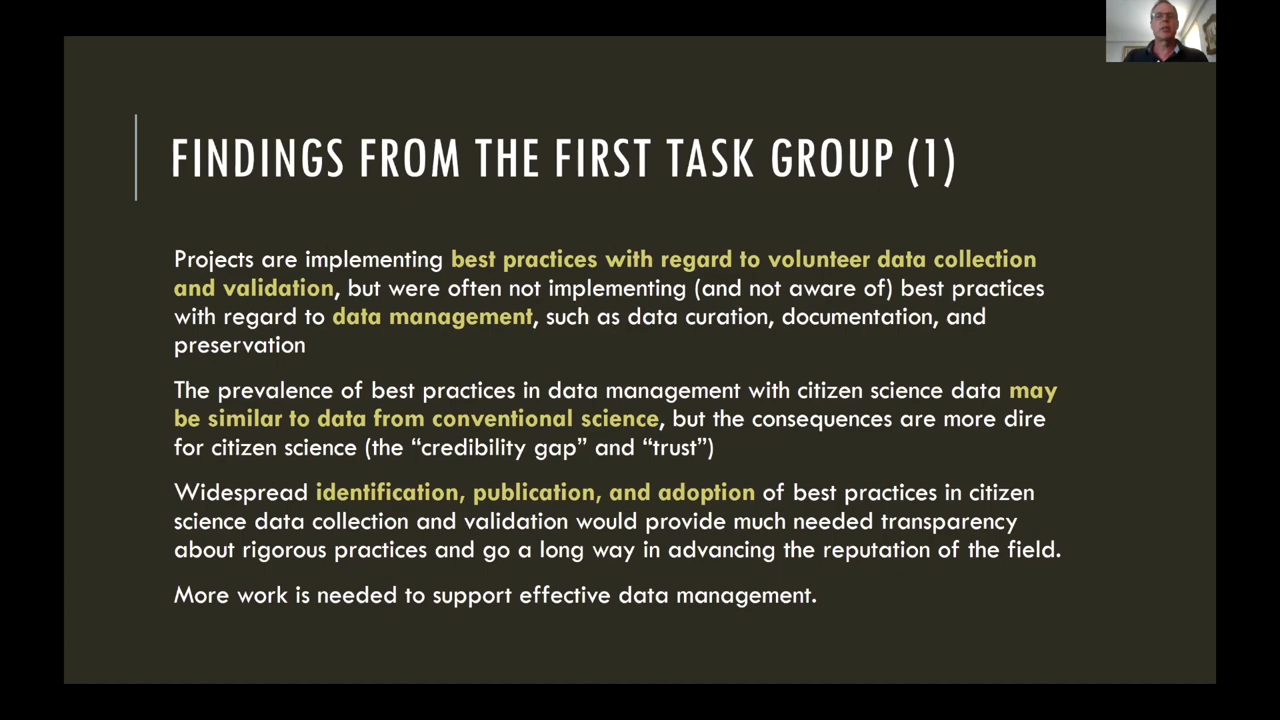 FINDINGS FROM THE FIRST TASK GROUP (1)
Projects are implementing best practices with regard to volunteer data collection
and validation, but were often not implementing (and not aware of) best practices
with regard to data management, such as data curation, documentation, and
preservation
The prevalence of best practices in data management with citizen science data may
be similar to data from conventional science, but the consequences are more dire
for citizen science (the “credibility gap” and “trust”)
Widespread identification, publication, and adoption of best practices in citizen
science data collection and validation would provide much needed transparency
about rigorous practices and go a long way in advancing the reputation of the field.
More work is needed to support effective data management.